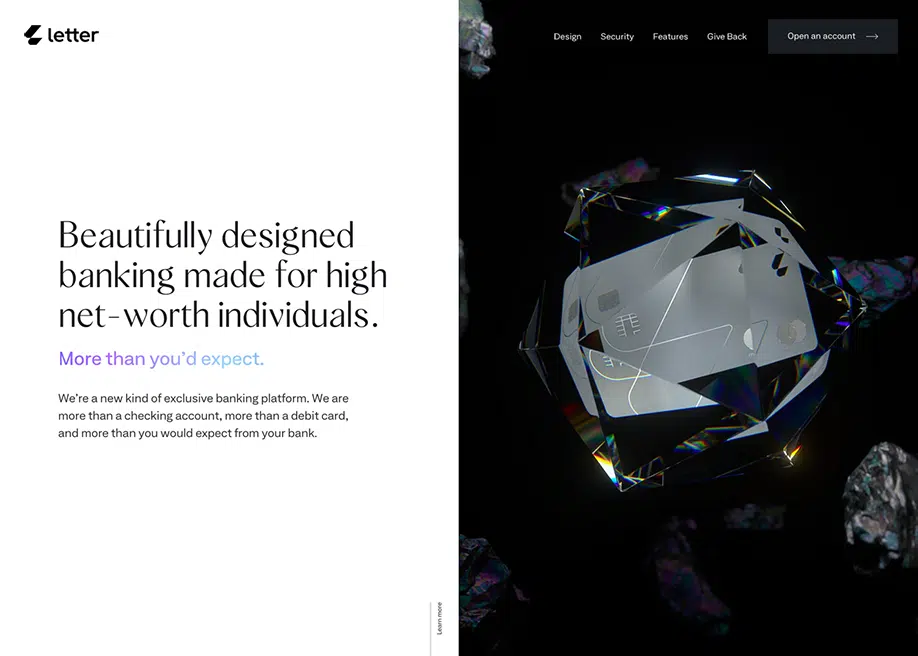 letter
Design
Security
Features
Give Back
Open an account
Beautifully designed
banking made for high
net-worth individuals.
More than you'd expect.
We're a new kind of exclusive banking platform. We are
more than a checking account, more than a debit card,
and more than you would expect from your bank.
Learn more